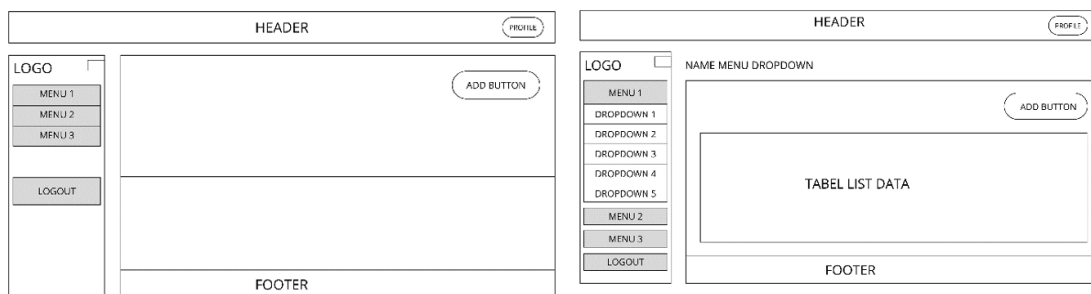 HEADER
PROFILE
LOGO
MENU 1
MENU 2
MENU 3
LOGOUT
ADD BUTTON
FOOTER
HEADER
PROFILE
LOGO
MENU 1
DROPDOWN 1
DROPDOWN 2
DROPDOWN 3
DROPDOWN 4
DROPDOWN 5
MENU 2
MENU 3
LOGOUT
NAME MENU DROPDOWN
ADD BUTTON
TABEL LIST DATA
FOOTER